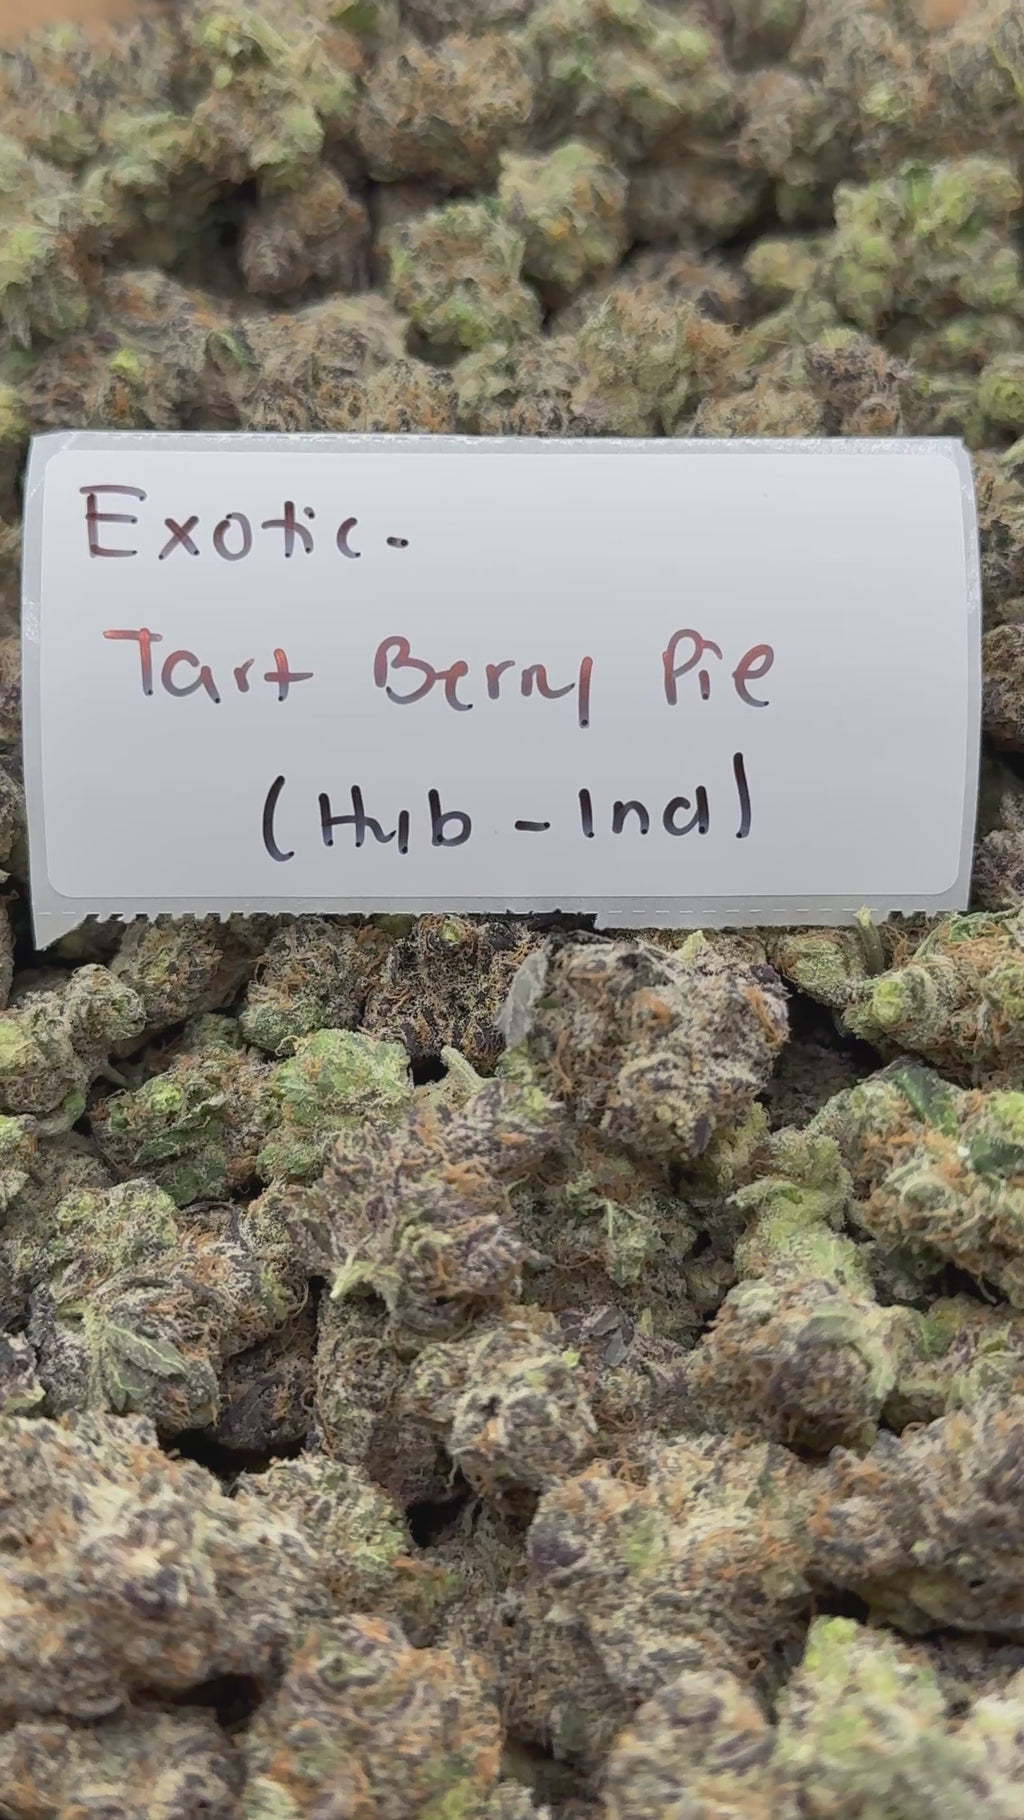 Exotic-
Tart Berry Pie
(Hyb-Ind)